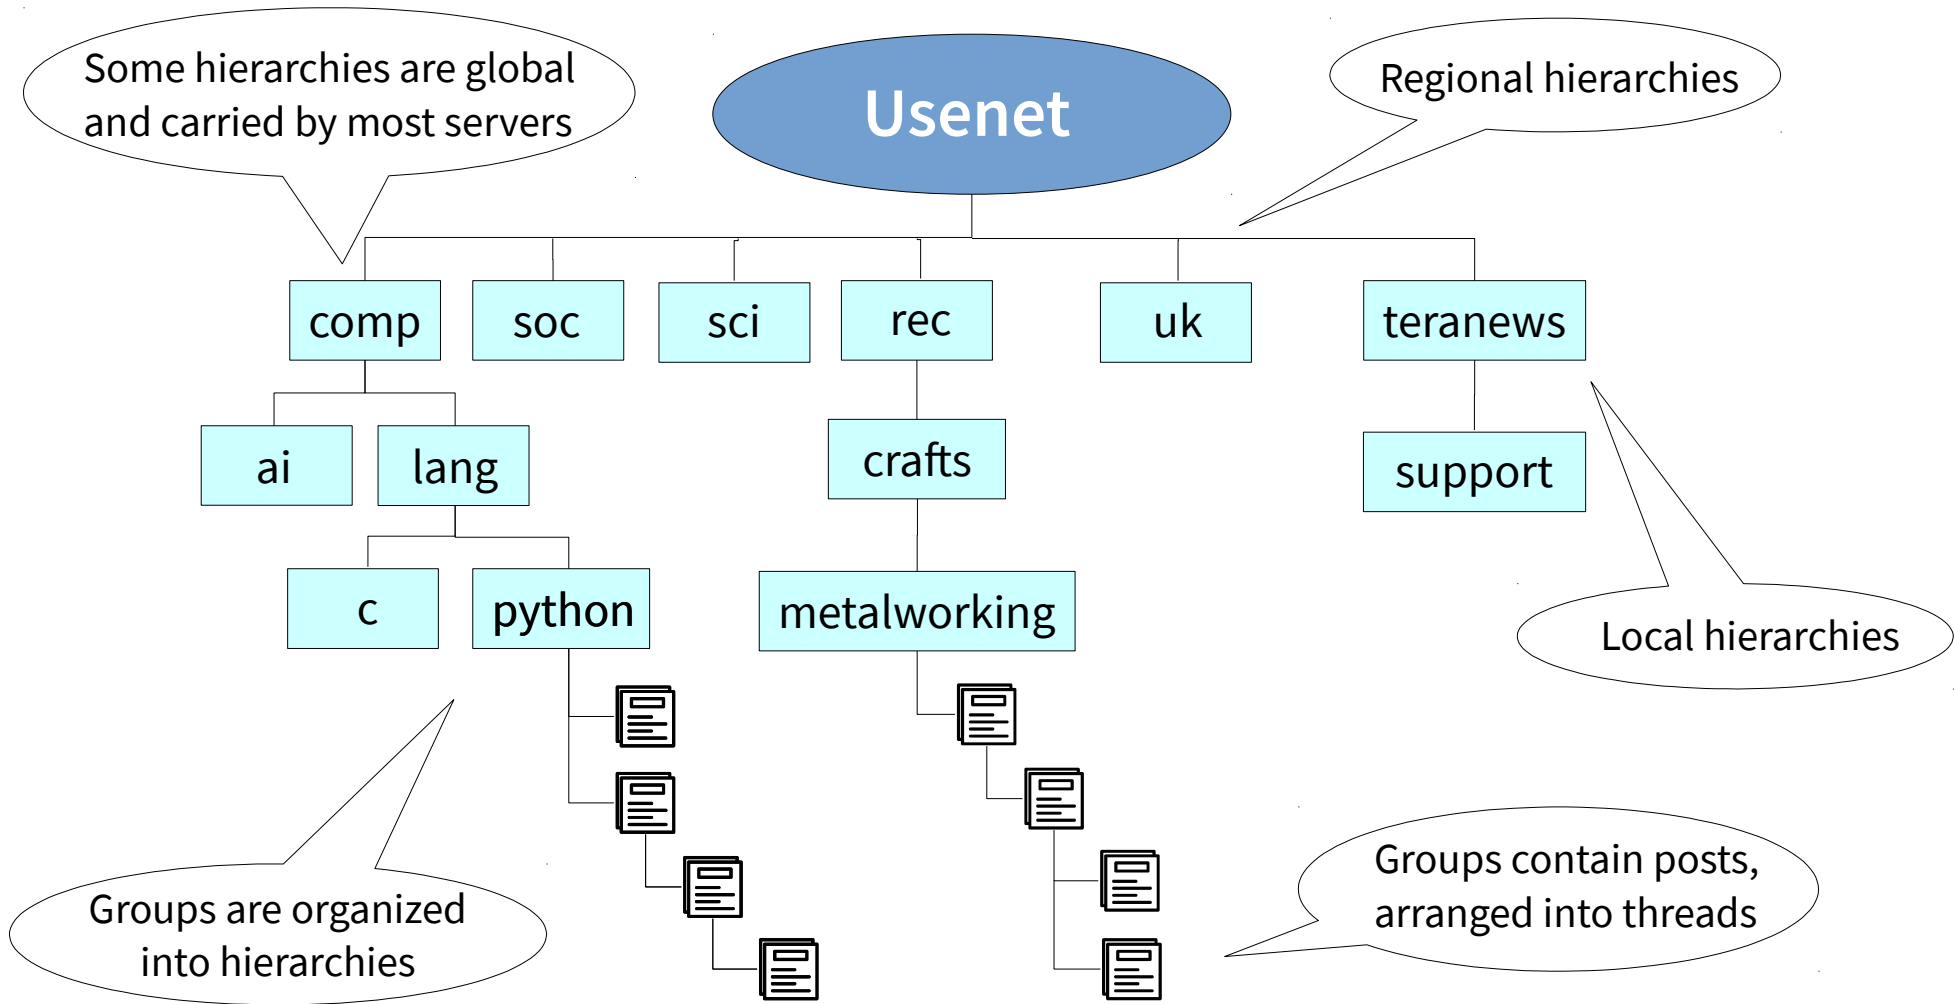 Some hierarchies are global
and carried by most servers
Usenet
Regional hierarchies
comp
soc
sci
rec
uk
teranews
ai
lang
crafts
support
c
python
metalworking
Local hierarchies
Groups are organized
into hierarchies
Groups contain posts,
arranged into threads